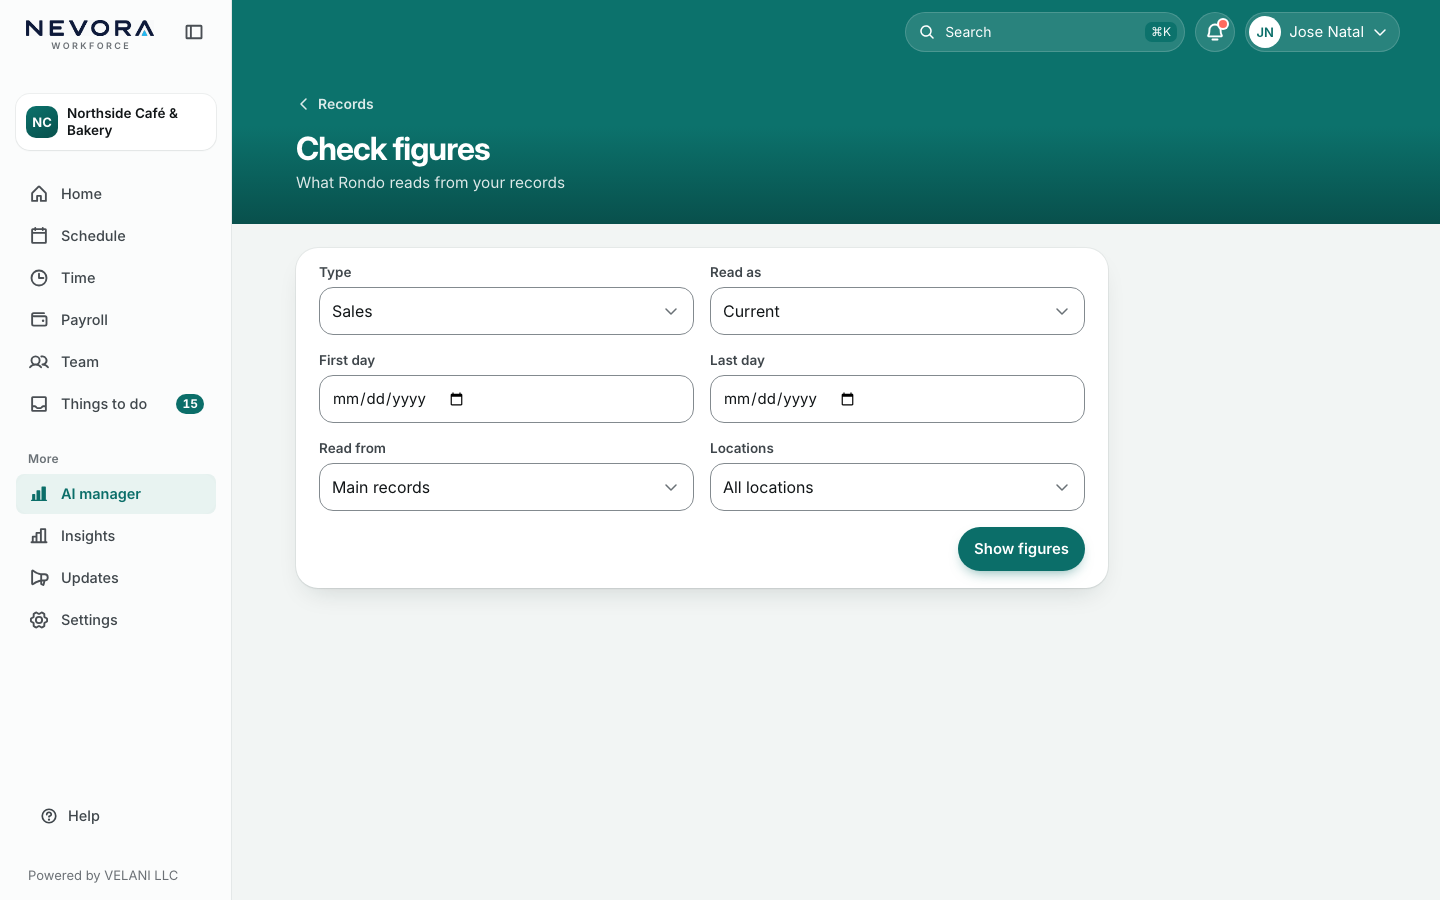 NEVORA
WORKFORCE
Search
⌘K
JN
Jose Natal
NC
Northside Café &
Bakery
Home
Schedule
Time
Payroll
Team
Things to do
15
More
AI manager
Insights
Updates
Settings
Help
Powered by VELANI LLC
Records
Check figures
What Rondo reads from your records
Type
Read as
Sales
Current
First day
Last day
mm/dd/yyyy
mm/dd/yyyy
Read from
Locations
Main records
All locations
Show figures